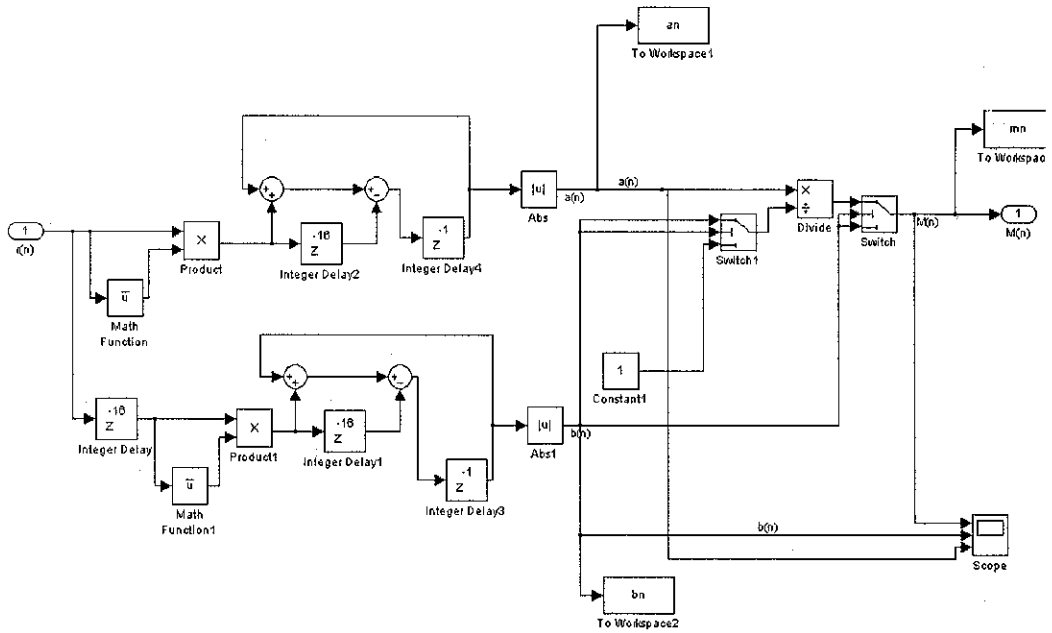 an
To Workspace1
mn
To Workspac
1
r(n)
×
Product
-16
Z
Integer Delay2
-1
Z
Integer Delay4
|u|
Abs
a(n)
a(n)
×
÷
Divide
Switch1
Switch
M(n)
1
M(n)
u
Math
Function
1
Constant1
-16
Z
Integer Delay
×
Product1
-16
Z
Integer Delay1
-1
Z
Integer Delay3
|u|
Abs1
b(n)
u
Math
Function1
b(n)
Scope
bn
To Workspace2